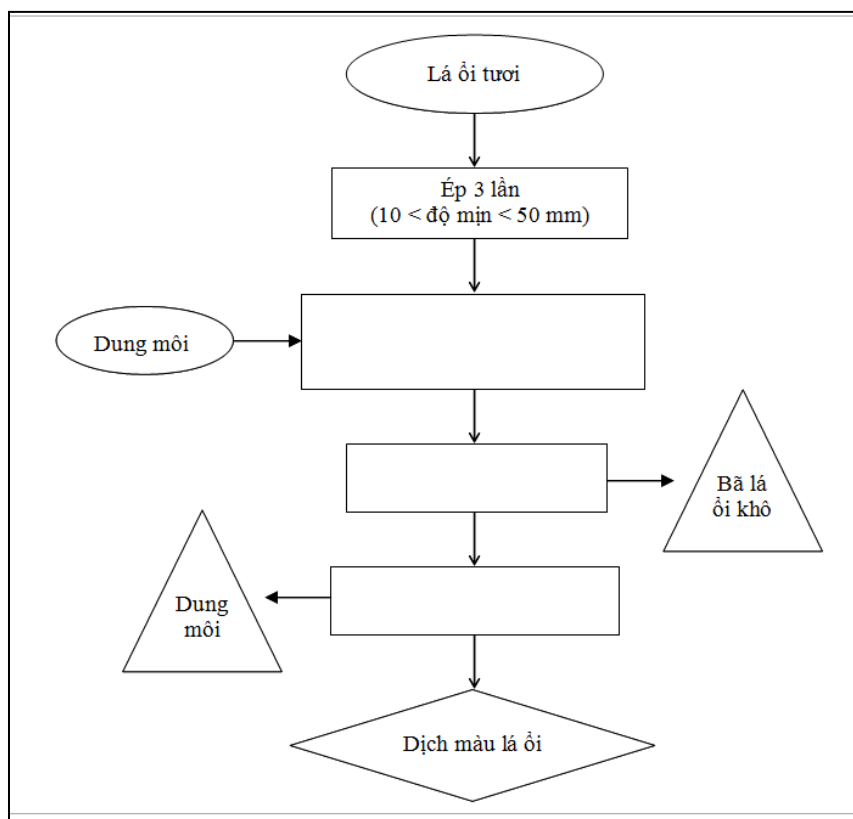 Lá ổi tươi
Ép 3 lần
(10 < độ mịn < 50 mm)
Dung môi
Bã lá
ổi khô
Dung
môi
Dịch màu lá ổi